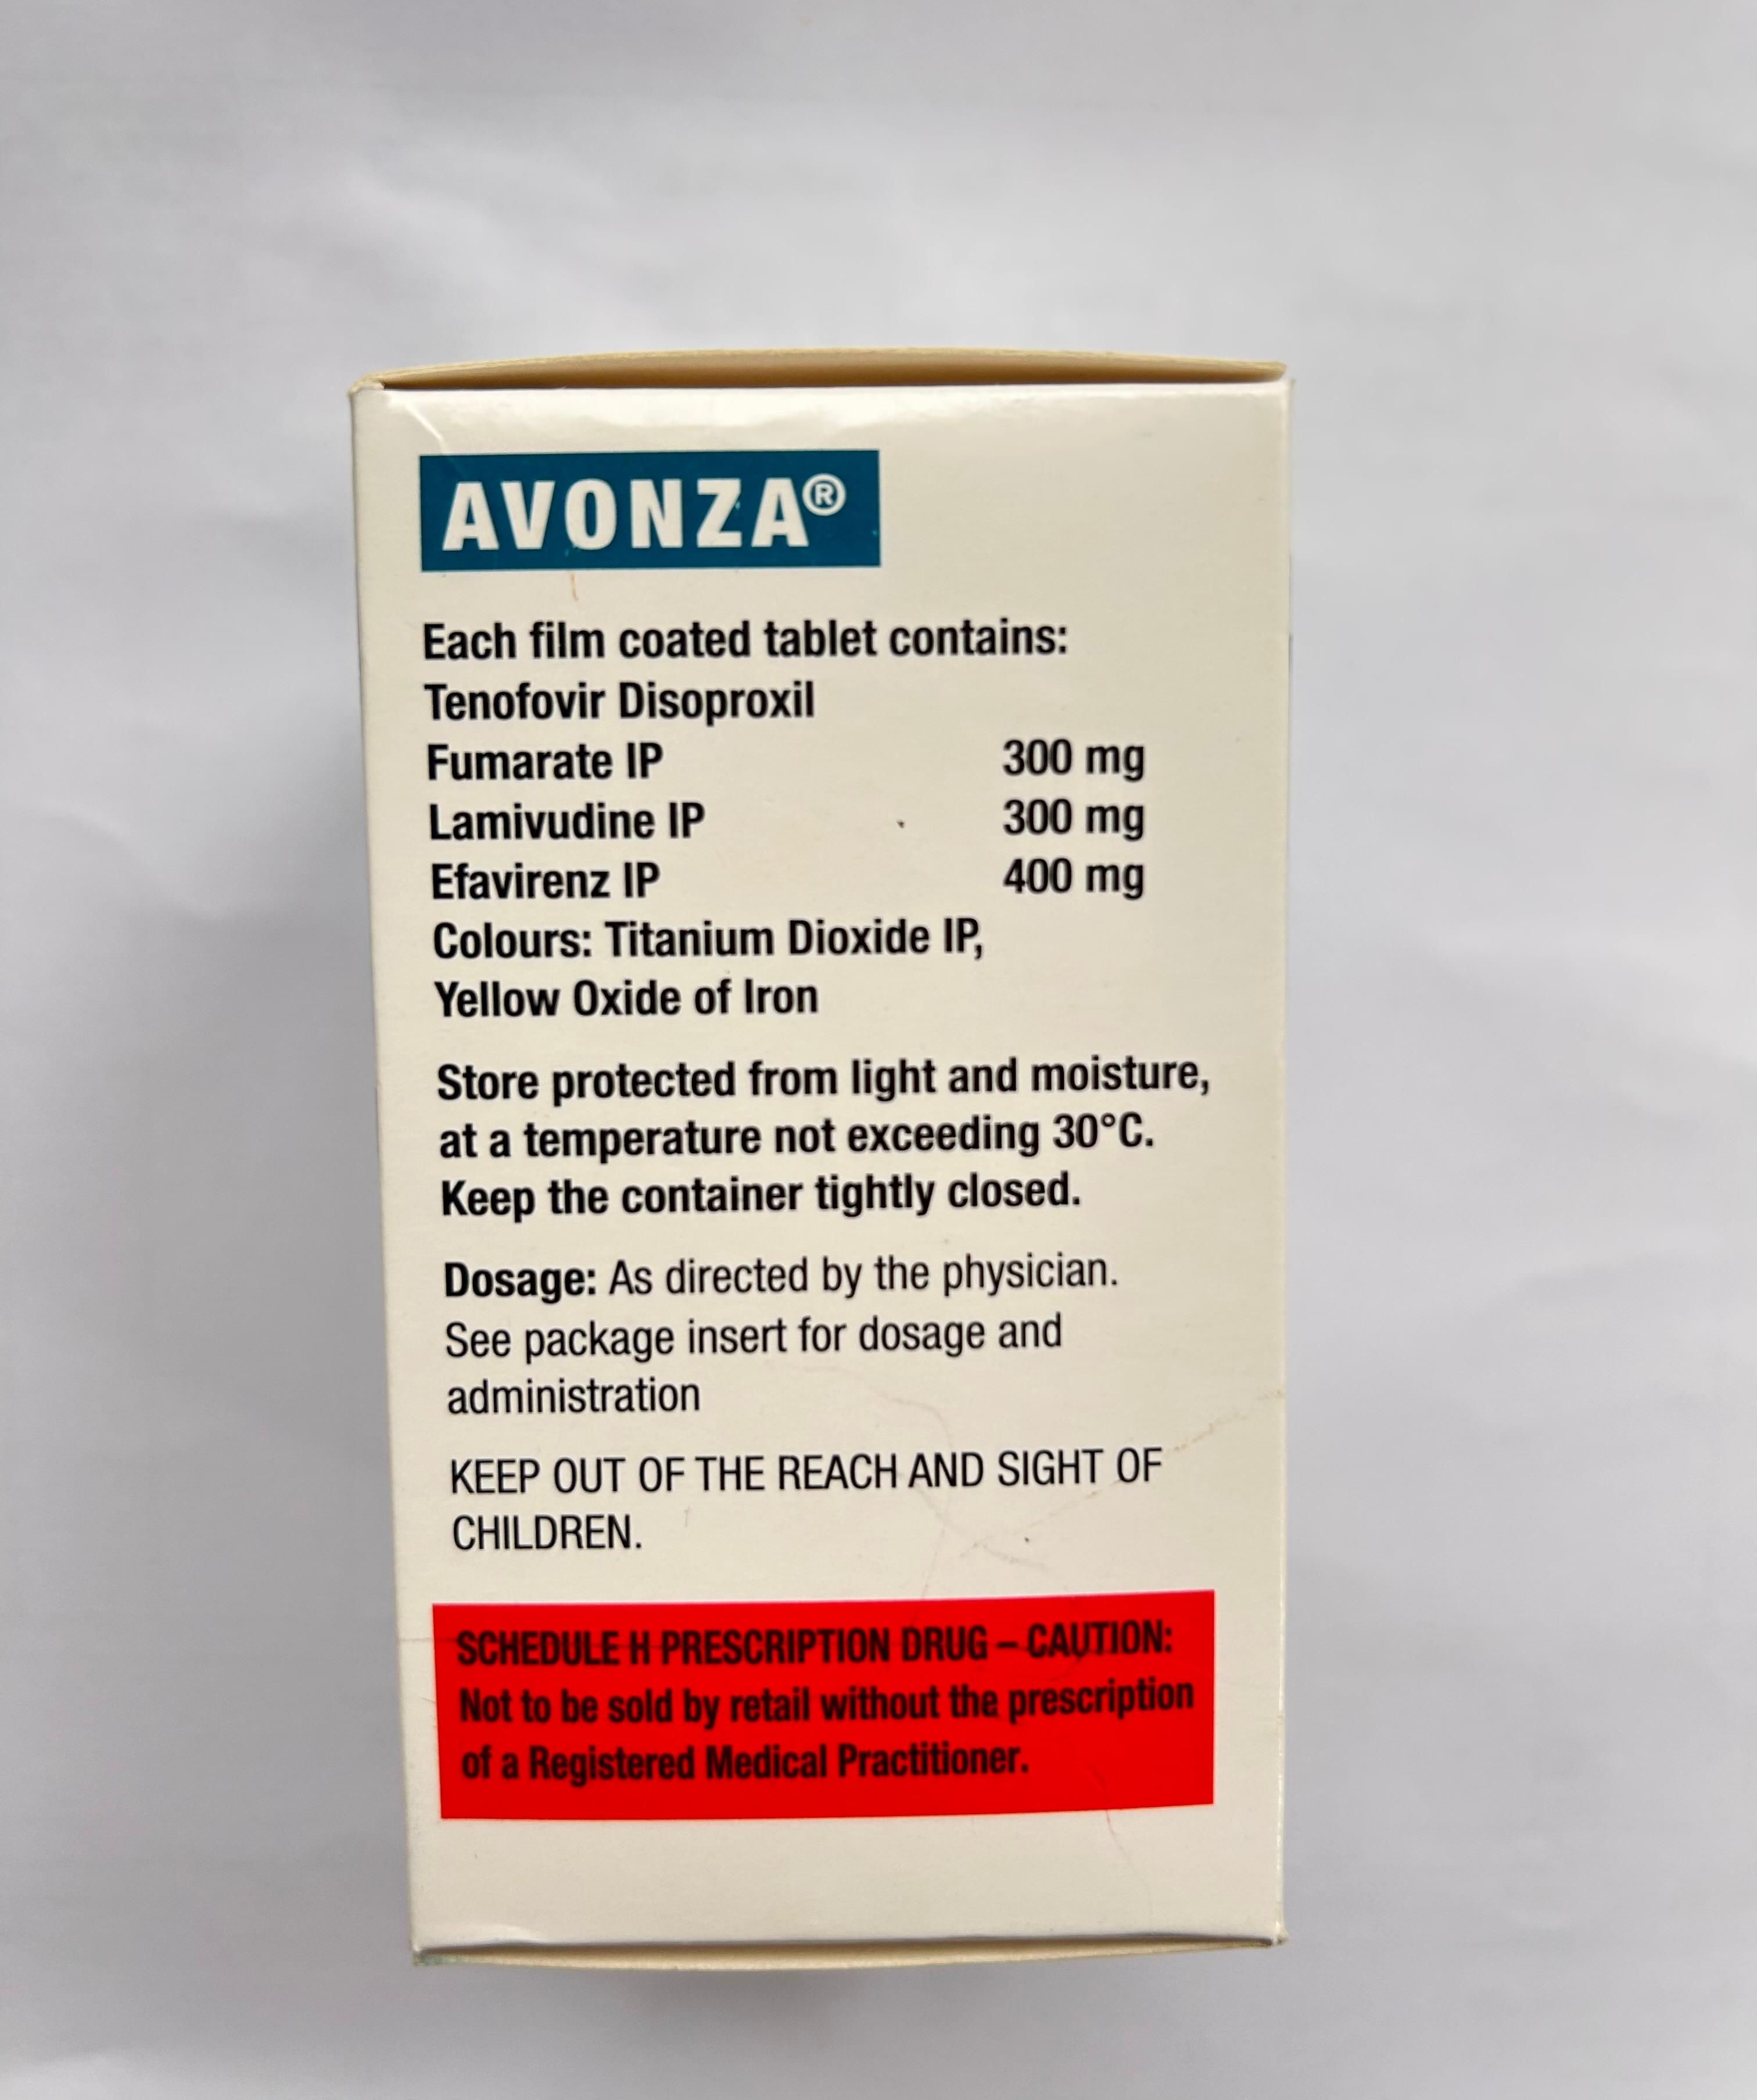 AVONZA®
Each film coated tablet contains:
Tenofovir Disoproxil
Fumarate IP 300 mg
Lamivudine IP 300 mg
Efavirenz IP 400 mg
Colours: Titanium Dioxide IP,
Yellow Oxide of Iron
Store protected from light and moisture,
at a temperature not exceeding 30°C.
Keep the container tightly closed.
Dosage: As directed by the physician.
See package insert for dosage and
administration
KEEP OUT OF THE REACH AND SIGHT OF
CHILDREN.
SCHEDULE H PRESCRIPTION DRUG – CAUTION:
Not to be sold by retail without the prescription
of a Registered Medical Practitioner.